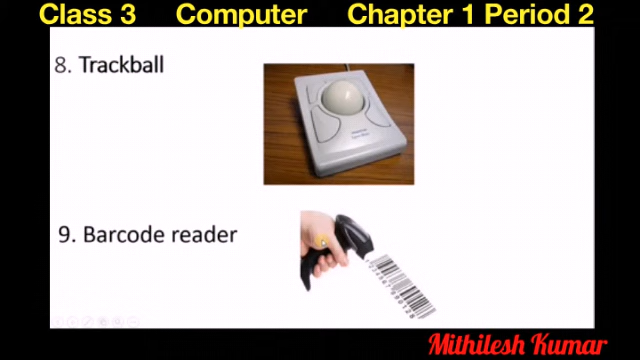 Class 3 Computer Chapter 1 Period 2
8. Trackball
9. Barcode reader
Mithilesh Kumar